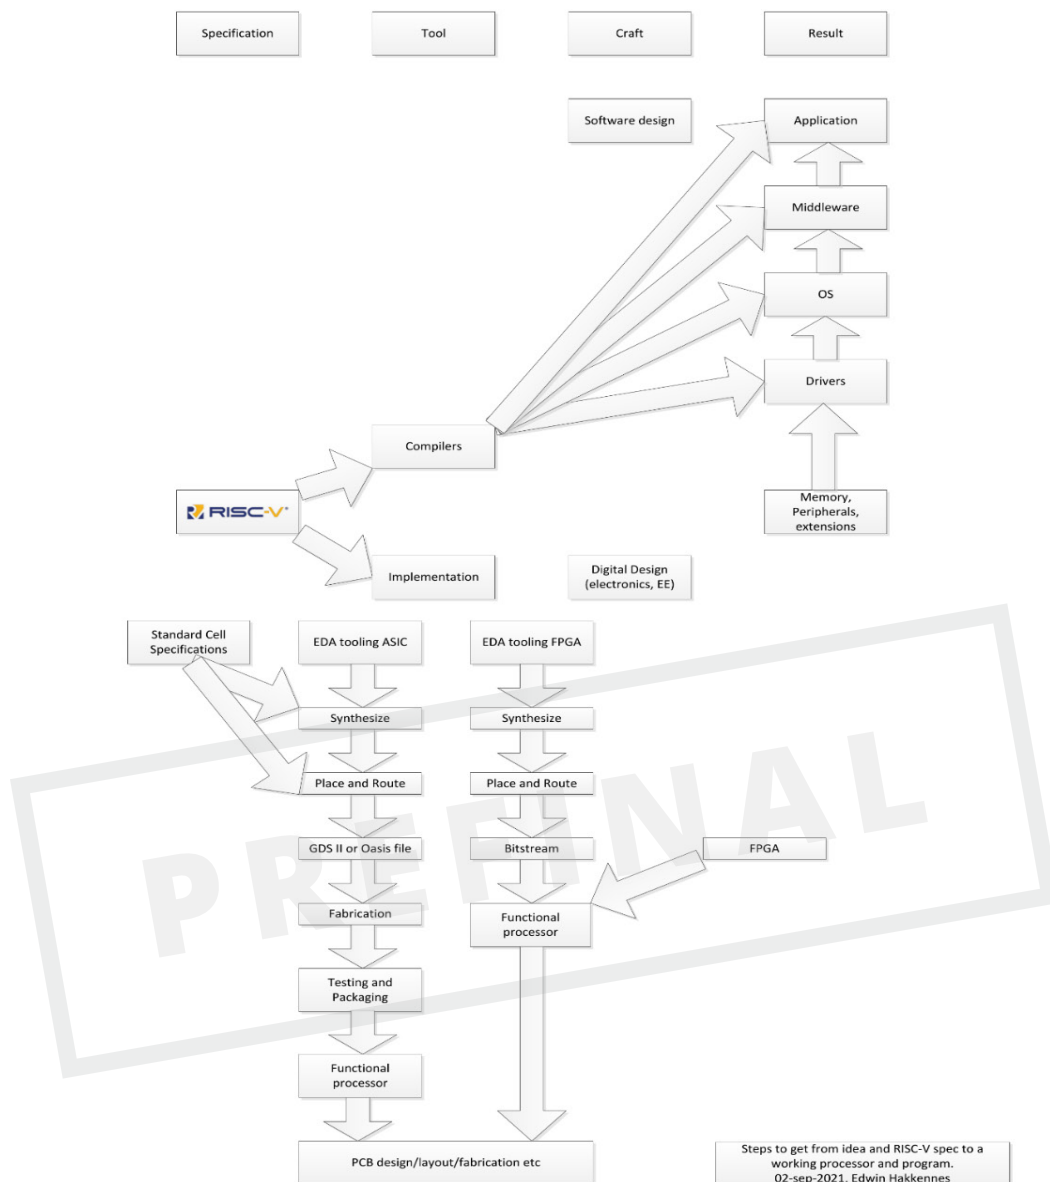 Specification
Tool
Craft
Result
Software design
Application
Middleware
OS
Drivers
Compilers
RISC-V
Memory,
Peripherals,
extensions
Implementation
Digital Design
(electronics, EE)
Standard Cell
Specifications
EDA tooling ASIC
EDA tooling FPGA
Synthesize
Synthesize
Place and Route
Place and Route
GDS II or Oasis file
Bitstream
FPGA
Fabrication
Functional
processor
Testing and
Packaging
Functional
processor
PCB design/layout/fabrication etc
Steps to get from idea and RISC-V spec to a
working processor and program.
02-sep-2021, Edwin Hakkennes
PREFINAL